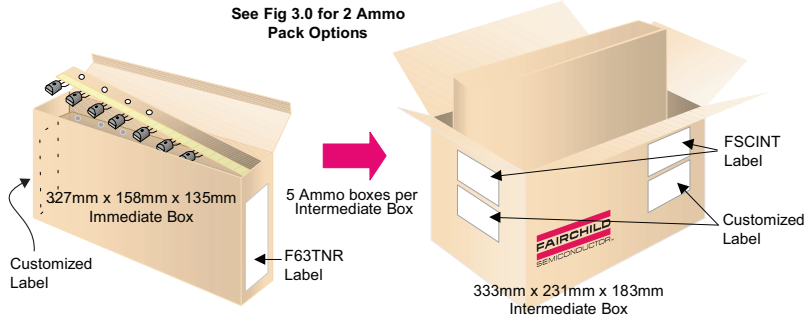 See Fig 3.0 for 2 Ammo
Pack Options
327mm x 158mm x 135mm
Immediate Box
Customized
Label
F63TNR
Label
5 Ammo boxes per
Intermediate Box
FSCINT
Label
Customized
Label
FAIRCHILD
SEMICONDUCTOR™
333mm x 231mm x 183mm
Intermediate Box